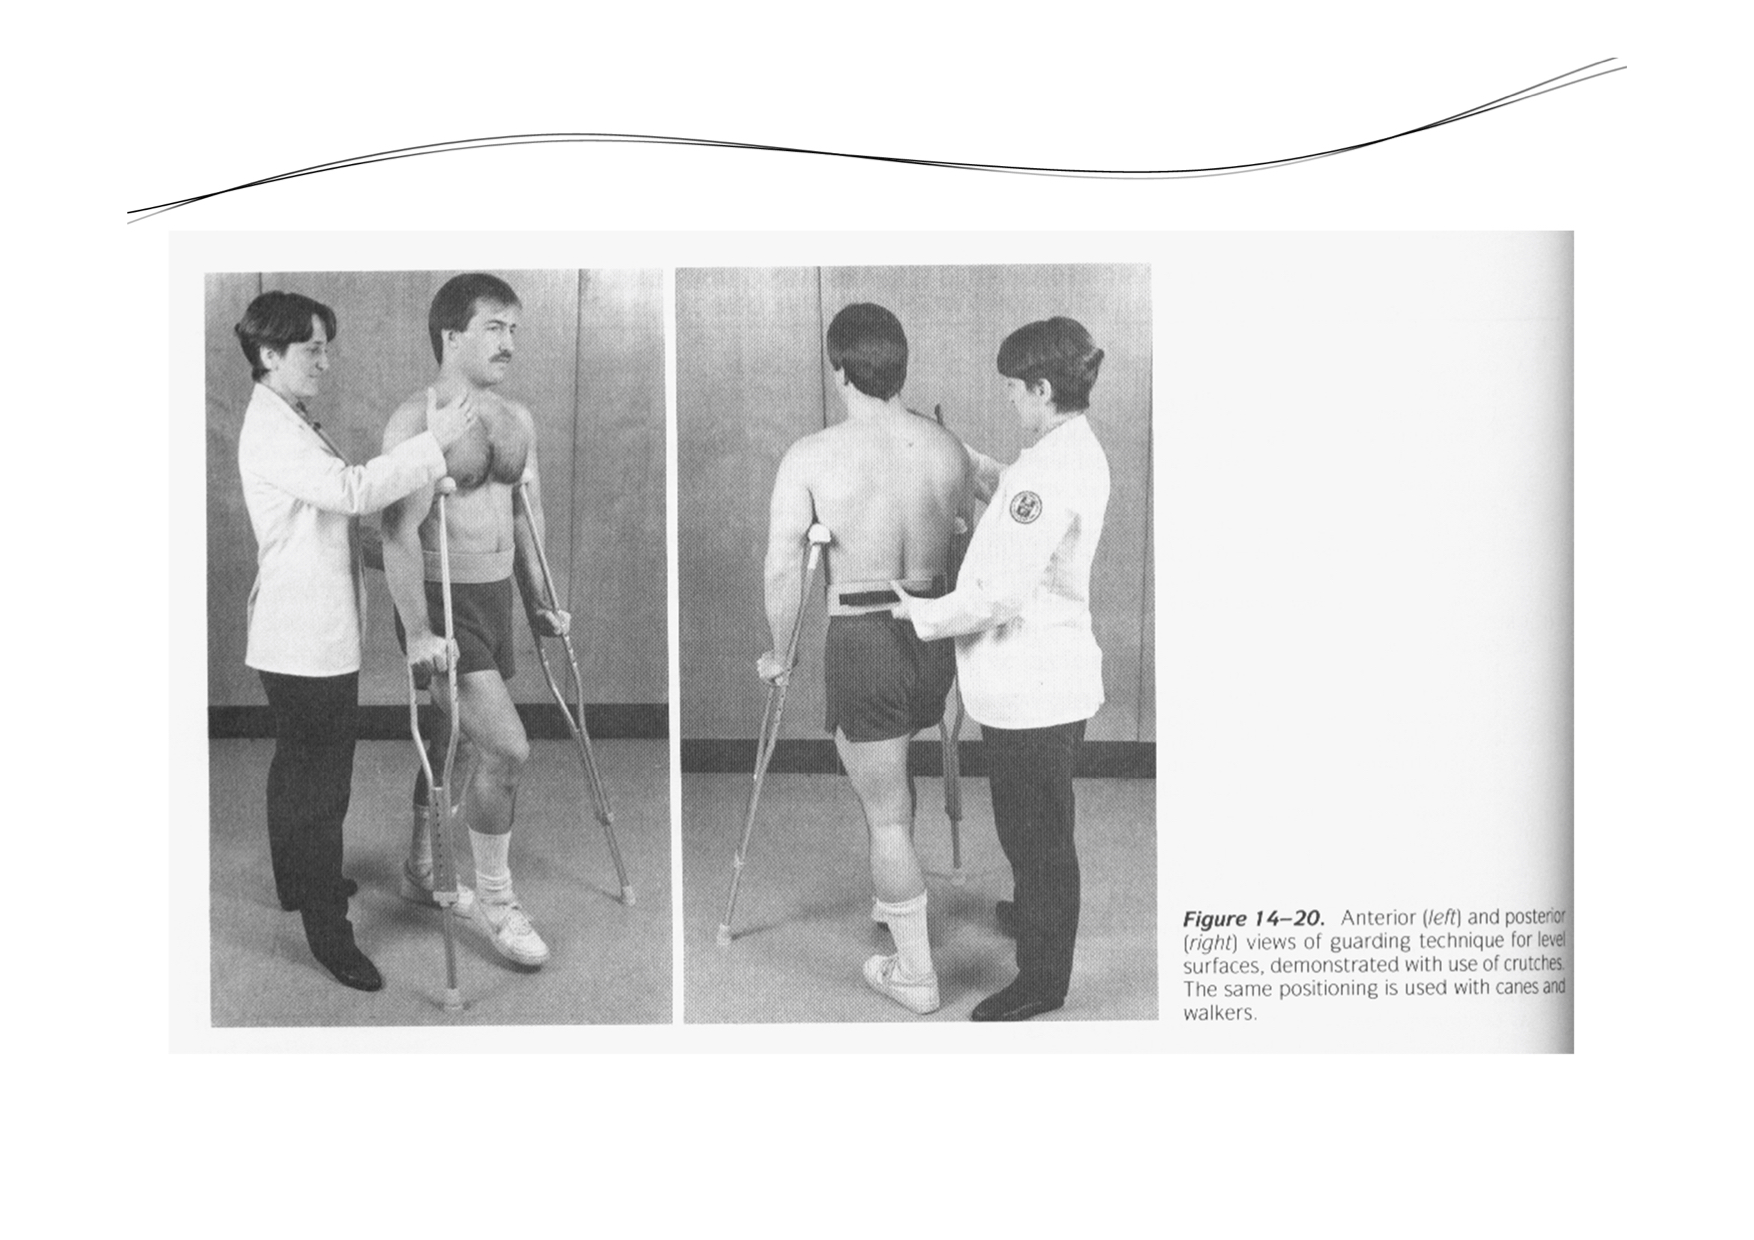 Figure 14–20. Anterior (left) and posterior
(right) views of guarding technique for level
surfaces, demonstrated with use of crutches.
The same positioning is used with canes and
walkers.